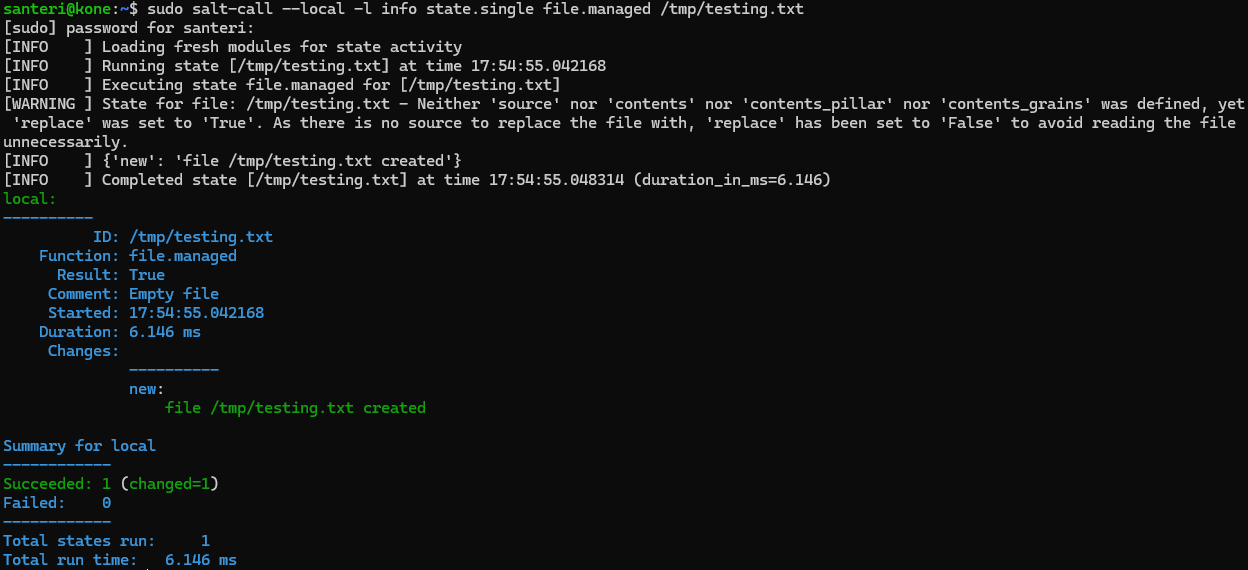 santeri@kone:~$ sudo salt-call --local -l info state.single file.managed /tmp/testing.txt
[sudo] password for santeri:
[INFO    ] Loading fresh modules for state activity
[INFO    ] Running state [/tmp/testing.txt] at time 17:54:55.042168
[INFO    ] Executing state file.managed for [/tmp/testing.txt]
[WARNING ] State for file: /tmp/testing.txt - Neither 'source' nor 'contents' nor 'contents_pillar' nor 'contents_grains' was defined, yet
 'replace' was set to 'True'. As there is no source to replace the file with, 'replace' has been set to 'False' to avoid reading the file
unnecessarily.
[INFO    ] {'new': 'file /tmp/testing.txt created'}
[INFO    ] Completed state [/tmp/testing.txt] at time 17:54:55.048314 (duration_in_ms=6.146)
local:
----------
          ID: /tmp/testing.txt
    Function: file.managed
      Result: True
     Comment: Empty file
     Started: 17:54:55.042168
    Duration: 6.146 ms
     Changes:
              ----------
              new:
                  file /tmp/testing.txt created

Summary for local
------------
Succeeded: 1 (changed=1)
Failed:    0
------------
Total states run:     1
Total run time:   6.146 ms